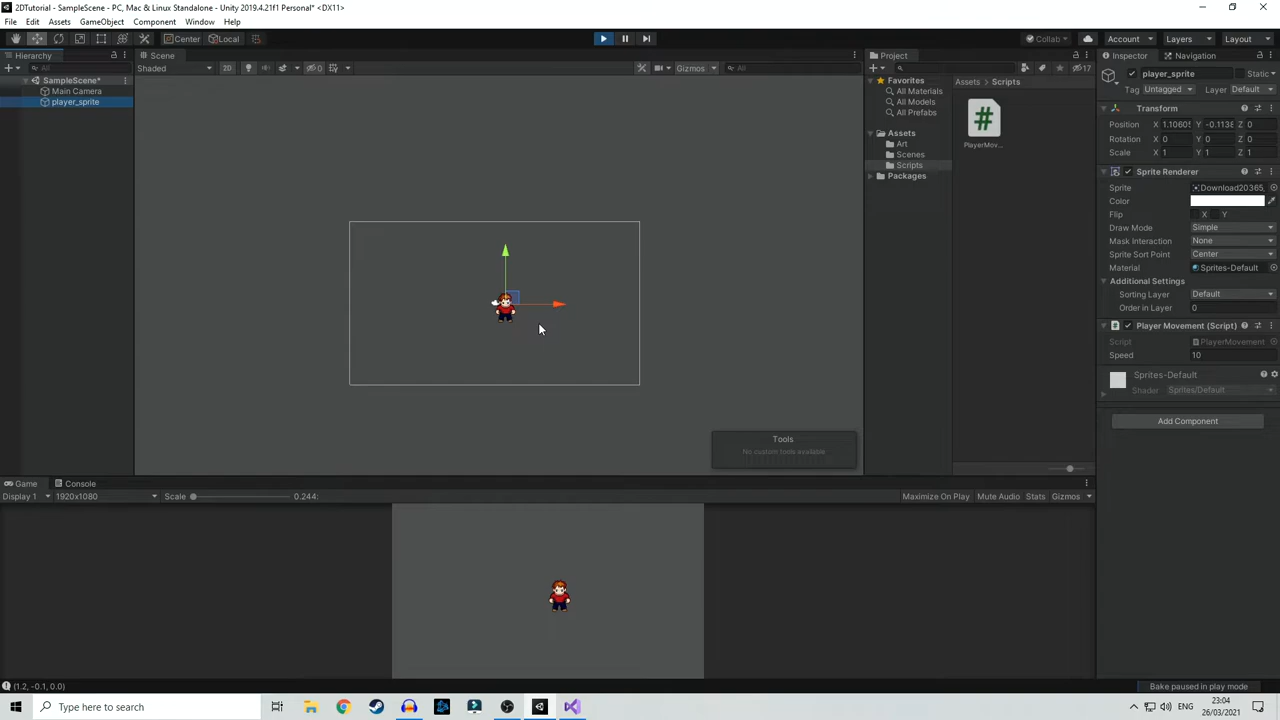 2DTutorial - SampleScene - PC, Mac & Linux Standalone - Unity 2019.4.21f1 Personal* <DX11>
File Edit Assets GameObject Component Window Help
Center Local Collab Account Layers Layout
Hierarchy Scene Project Inspector Navigation
All Shaded 2D 0 Gizmos All 17
SampleScene*
Main Camera
player_sprite
Favorites
All Materials
All Models
All Prefabs
Assets
Art
Scenes
Scripts
Packages
Assets Scripts
PlayerMov...
player_sprite Static
Tag Untagged Layer Default
Transform
Position X 1.10605 Y -0.1138 Z 0
Rotation X 0 Y 0 Z 0
Scale X 1 Y 1 Z 1
Sprite Renderer
Sprite Download20365_
Color
Flip X Y
Draw Mode Simple
Mask Interaction None
Sprite Sort Point Center
Material Sprites-Default
Additional Settings
Sorting Layer Default
Order in Layer 0
Player Movement (Script)
Script PlayerMovement
Speed 10
Sprites-Default
Shader Sprites/Default
Add Component
Tools
No custom tools available
Game Console
Display 1 1920x1080 Scale 0.244: Maximize On Play Mute Audio Stats Gizmos
(1.2, -0.1, 0.0) Bake paused in play mode
Type here to search
ENG 23:04
26/03/2021